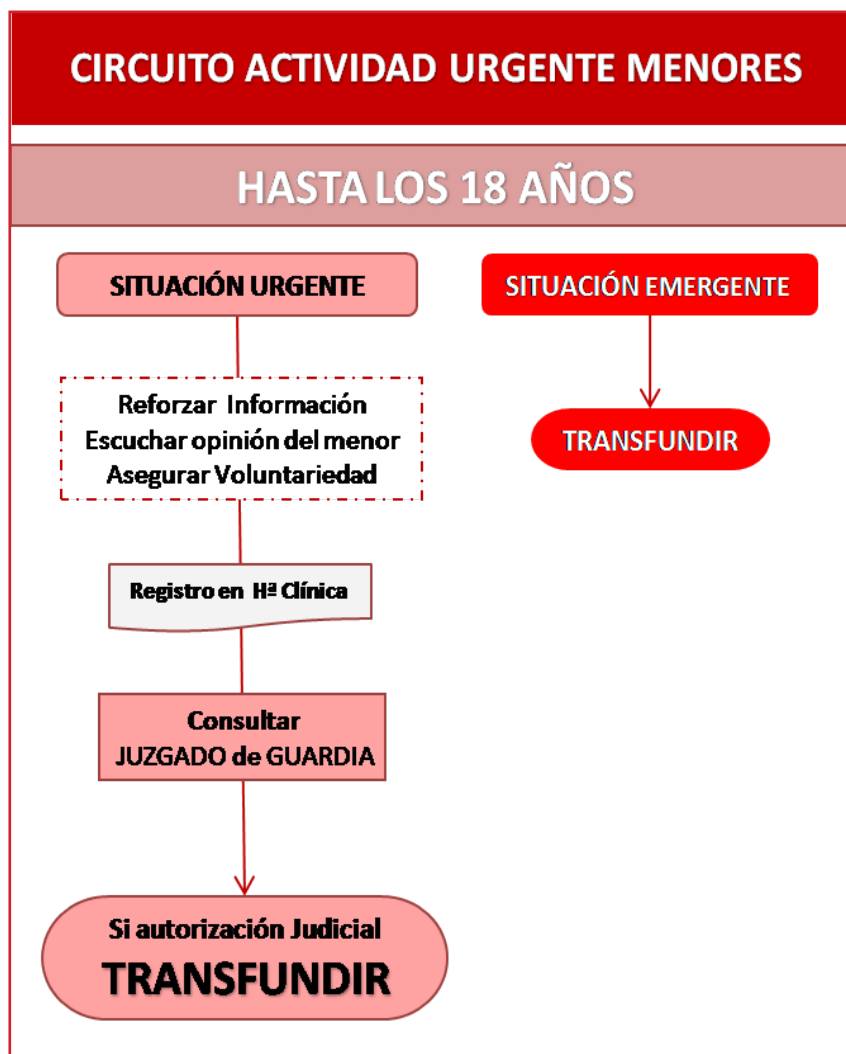 CIRCUITO ACTIVIDAD URGENTE MENORES
HASTA LOS 18 AÑOS
SITUACIÓN URGENTE
Reforzar Información
Escuchar opinión del menor
Asegurar Voluntariedad
Registro en Hª Clínica
Consultar
JUZGADO de GUARDIA
Si autorización Judicial
TRANSFUNDIR
SITUACIÓN EMERGENTE
TRANSFUNDIR